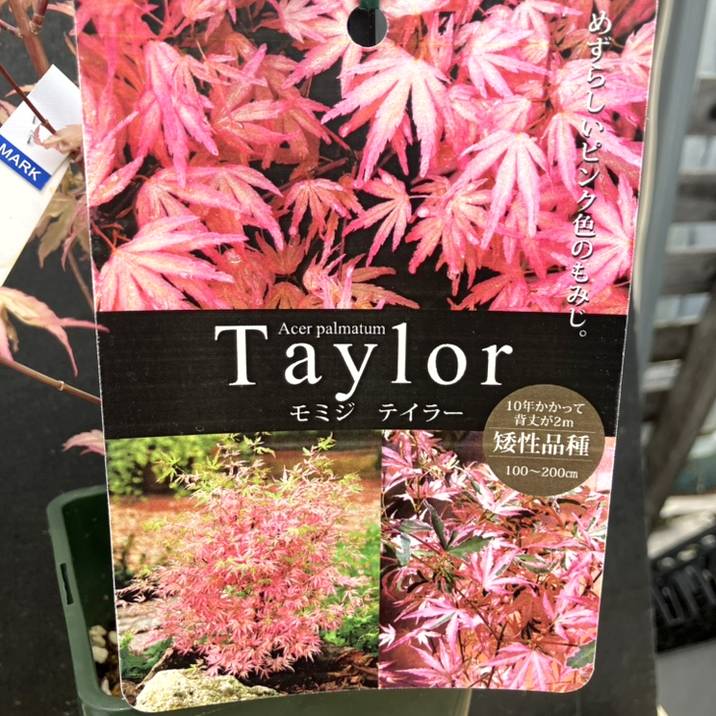 MARK
めずらしいピンク色のもみじ。
Acer palmatum
Taylor
モミジ　テイラー
10年かかって
背丈が2m
矮性品種
100〜200㎝